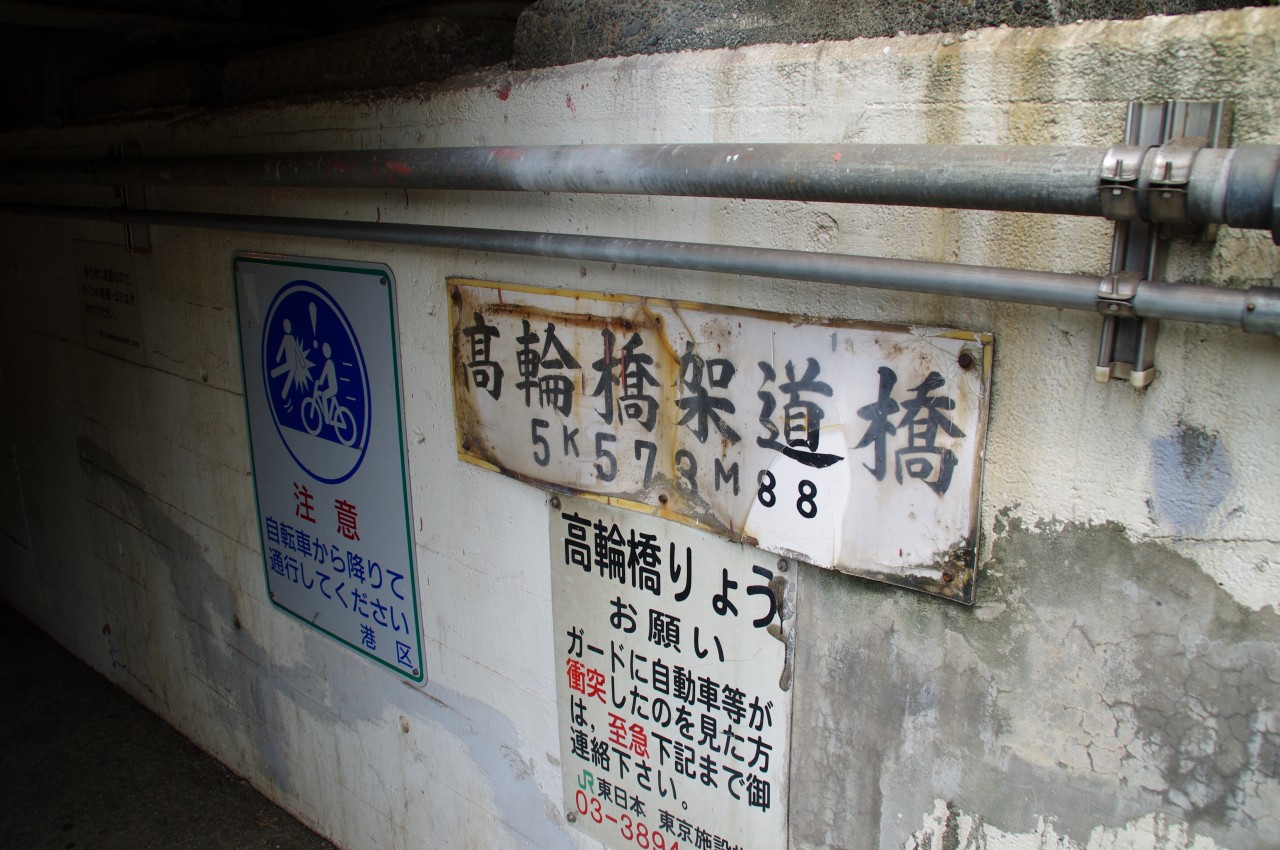 注意
自転車から降りて
通行してください
港区
高輪橋架道橋
5K573M88
高輪橋りょう
お願い
ガードに自動車等が
衝突したのを見た方
は，至急下記まで御
連絡下さい。
JR東日本 東京施設
03-3894